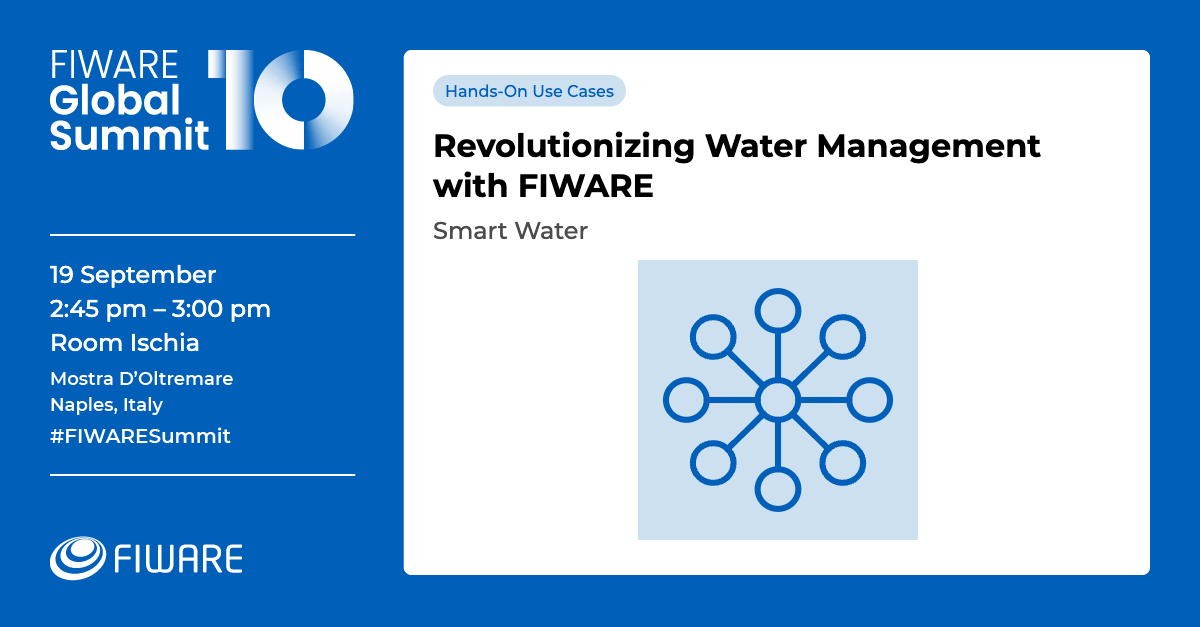 FIWARE
Global
Summit
10
19 September
2:45 pm – 3:00 pm
Room Ischia
Mostra D’Oltremare
Naples, Italy
#FIWARESummit
FIWARE
Hands-On Use Cases
Revolutionizing Water Management
with FIWARE
Smart Water